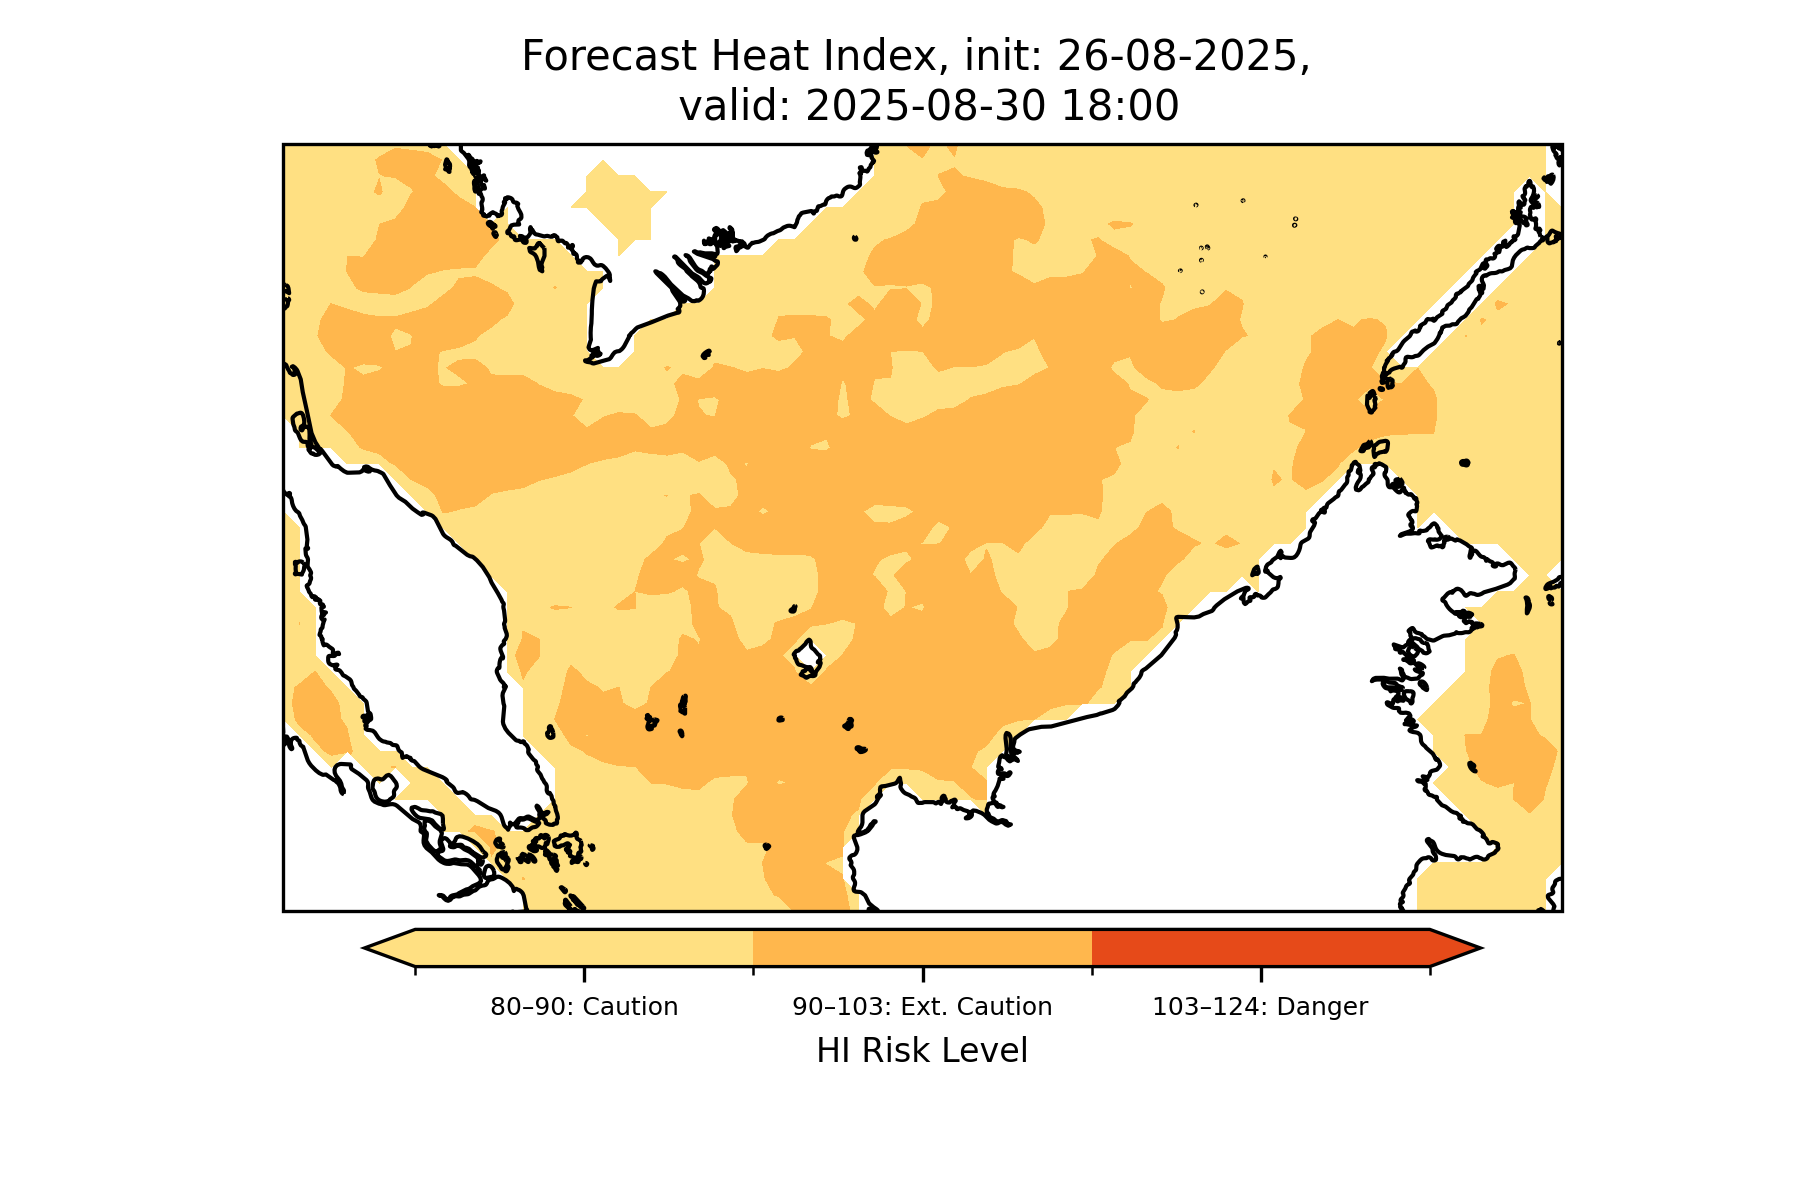 Forecast Heat Index, init: 26-08-2025,
valid: 2025-08-30 18:00
80–90: Caution
90–103: Ext. Caution
103–124: Danger
HI Risk Level